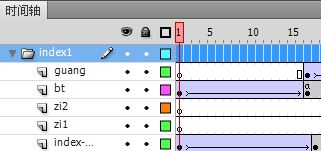 时间轴
1 5 10 15
index1
guang
bt
zi2
zi1
index-...